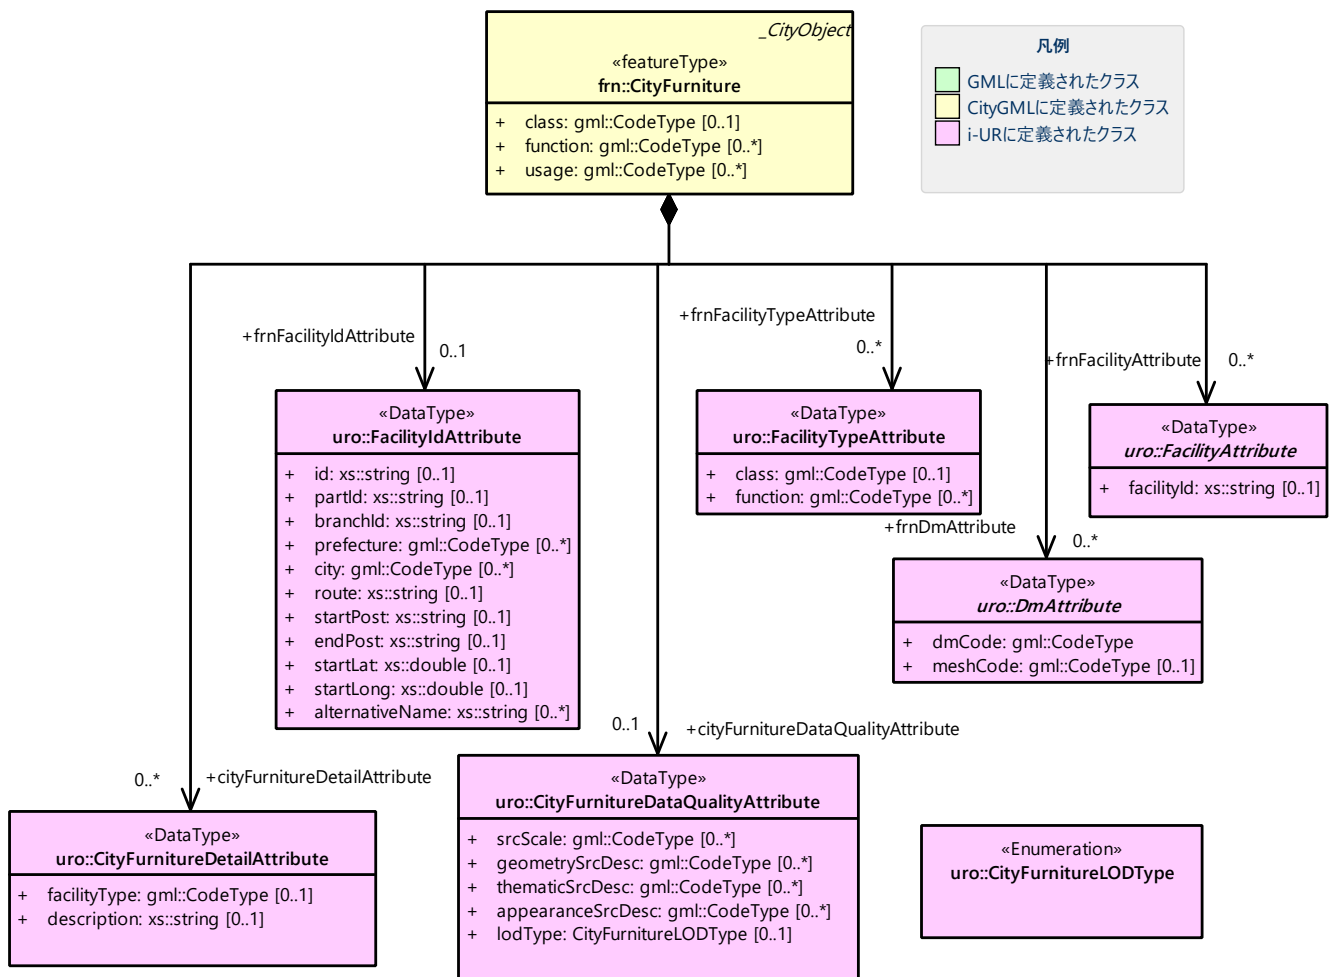 _CityObject
«featureType»
frn::CityFurniture
+ class: gml::CodeType [0..1]
+ function: gml::CodeType [0..*]
+ usage: gml::CodeType [0..*]
凡例
GMLに定義されたクラス
CityGMLに定義されたクラス
i-URに定義されたクラス
+frnFacilityIdAttribute
0..1
+frnFacilityTypeAttribute
0..*
+frnFacilityAttribute
0..*
«DataType»
uro::FacilityIdAttribute
+ id: xs::string [0..1]
+ partId: xs::string [0..1]
+ branchId: xs::string [0..1]
+ prefecture: gml::CodeType [0..*]
+ city: gml::CodeType [0..*]
+ route: xs::string [0..1]
+ startPost: xs::string [0..1]
+ endPost: xs::string [0..1]
+ startLat: xs::double [0..1]
+ startLong: xs::double [0..1]
+ alternativeName: xs::string [0..*]
«DataType»
uro::FacilityTypeAttribute
+ class: gml::CodeType [0..1]
+ function: gml::CodeType [0..*]
«DataType»
uro::FacilityAttribute
+ facilityId: xs::string [0..1]
+frnDmAttribute
0..*
«DataType»
uro::DmAttribute
+ dmCode: gml::CodeType
+ meshCode: gml::CodeType [0..1]
0..1
+cityFurnitureDataQualityAttribute
0..*
+cityFurnitureDetailAttribute
«DataType»
uro::CityFurnitureDetailAttribute
+ facilityType: gml::CodeType [0..1]
+ description: xs::string [0..1]
«DataType»
uro::CityFurnitureDataQualityAttribute
+ srcScale: gml::CodeType [0..*]
+ geometrySrcDesc: gml::CodeType [0..*]
+ thematicSrcDesc: gml::CodeType [0..*]
+ appearanceSrcDesc: gml::CodeType [0..*]
+ lodType: CityFurnitureLODType [0..1]
«Enumeration»
uro::CityFurnitureLODType